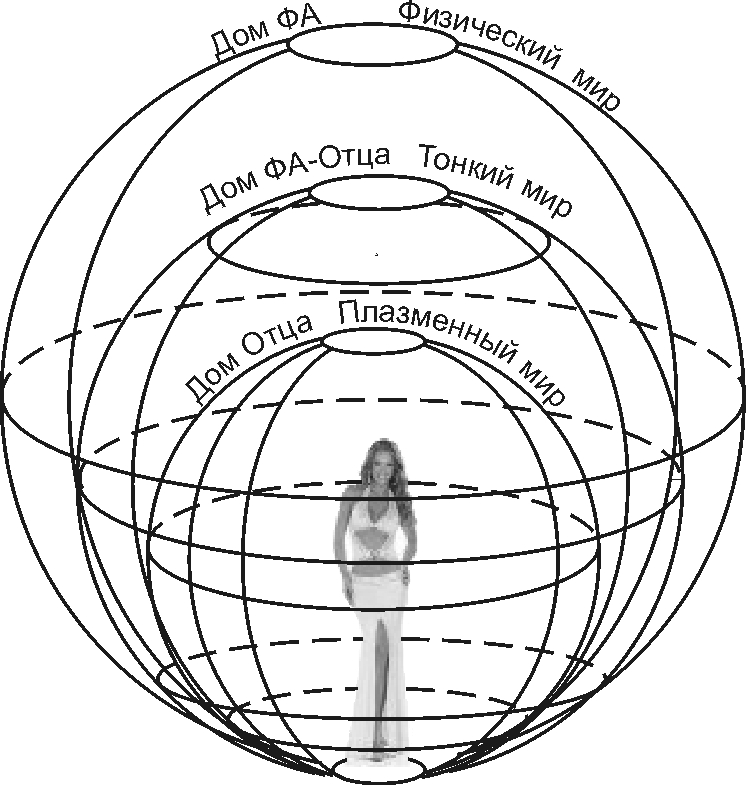 Дом ФА Физический мир
Дом ФА-Отца Тонкий мир
Дом Отца Плазменный мир